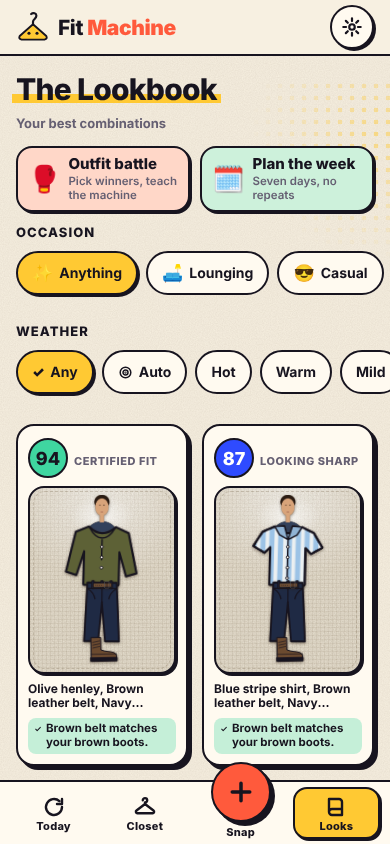 Fit Machine
The Lookbook
Your best combinations
Outfit battle
Pick winners, teach
the machine
Plan the week
Seven days, no
repeats
OCCASION
Anything
Lounging
Casual
WEATHER
Any
Auto
Hot
Warm
Mild
94 CERTIFIED FIT
87 LOOKING SHARP
Olive henley, Brown
leather belt, Navy...
Brown belt matches
your brown boots.
Blue stripe shirt, Brown
leather belt, Navy...
Brown belt matches
your brown boots.
Today
Closet
Snap
Looks